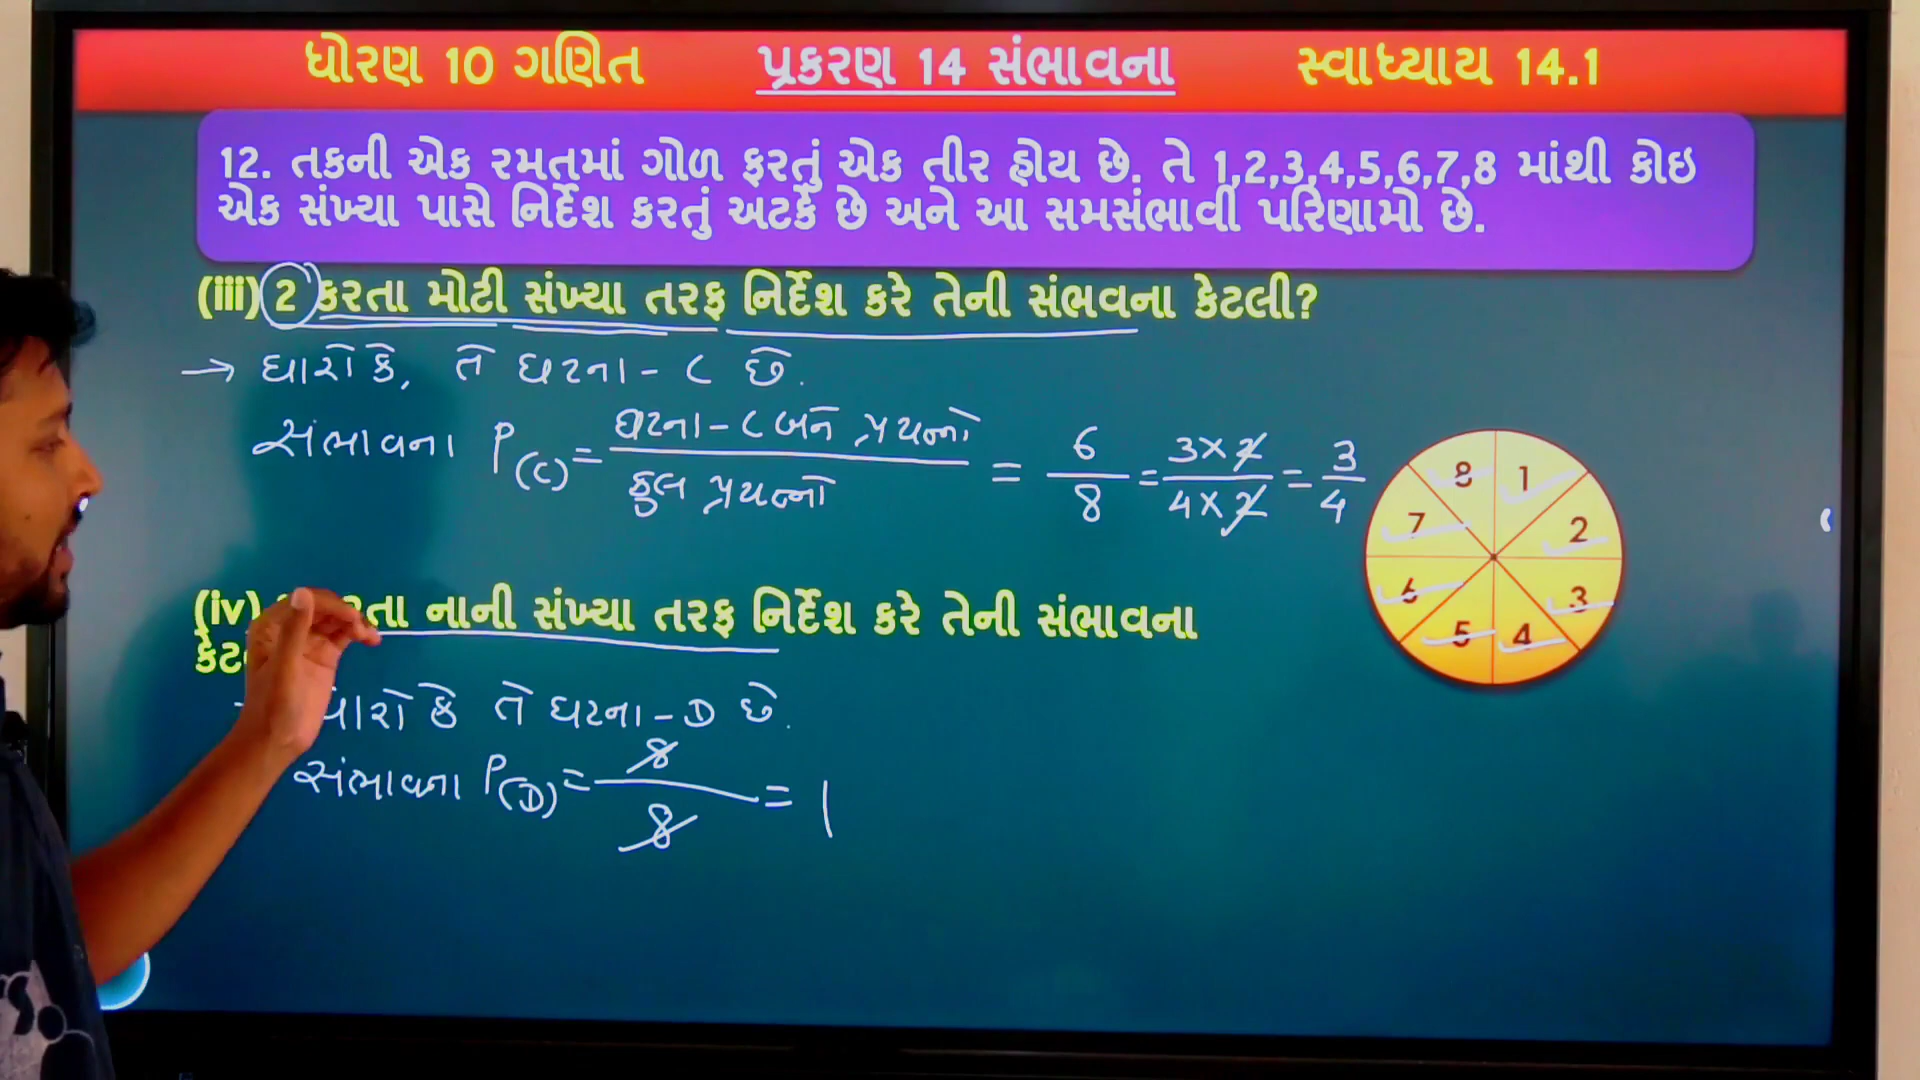 ધોરણ 10 ગણિત પ્રકરણ 14 સંભાવના સ્વાધ્યાય 14.1
12. તકની એક રમતમાં ગોળ ફરતું એક તીર હોય છે. તે 1,2,3,4,5,6,7,8 માંથી કોઇ
એક સંખ્યા પાસે નિર્દેશ કરતું અટકે છે અને આ સમસંભાવી પરિણામો છે.
(iii) 2 કરતા મોટી સંખ્યા તરફ નિર્દેશ કરે તેની સંભવના કેટલી?
→ ધારો કે, તે ઘટના - C છે.
સંભાવના P(C) = ઘટના - C બને પ્રયત્નો / કુલ પ્રયત્નો = 6/8 = 3×2/4×2 = 3/4
8 1
7 2
6 3
5 4
(iv) નાની સંખ્યા તરફ નિર્દેશ કરે તેની સંભાવના
ધારો કે તે ઘટના - D છે.
સંભાવના P(D) = 8/8 = 1